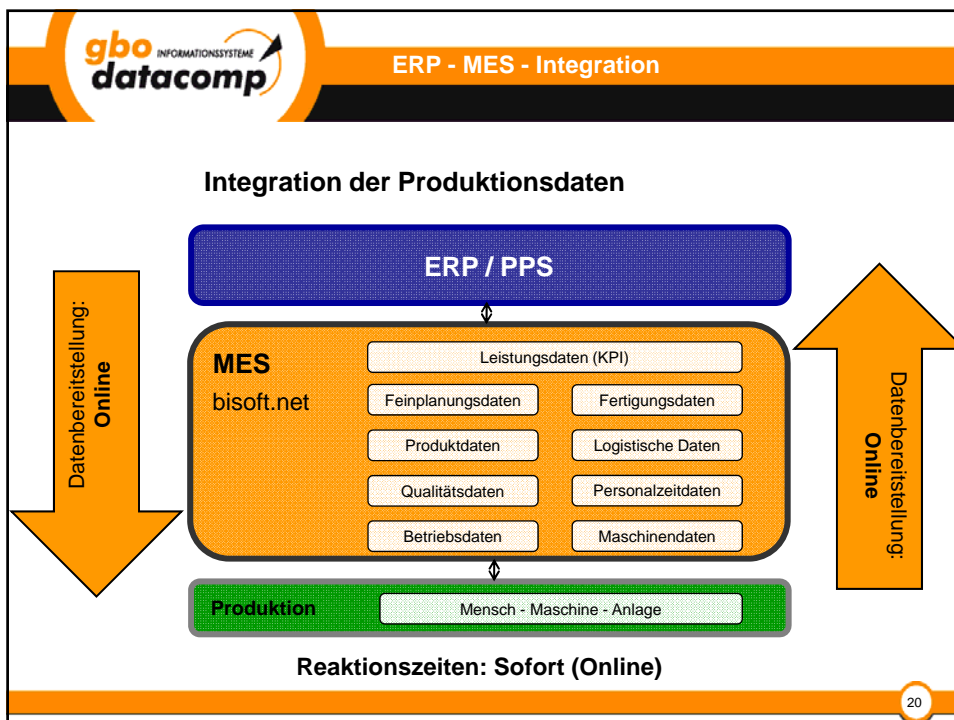 gbo INFORMATIONSSYSTEME
datacomp
ERP - MES - Integration
Integration der Produktionsdaten
ERP / PPS
Datenbereitstellung:
Online
MES
bisoft.net
Leistungsdaten (KPI)
Feinplanungsdaten
Fertigungsdaten
Produktdaten
Logistische Daten
Qualitätsdaten
Personalzeitdaten
Betriebsdaten
Maschinendaten
Datenbereitstellung:
Online
Produktion
Mensch - Maschine - Anlage
Reaktionszeiten: Sofort (Online)
20